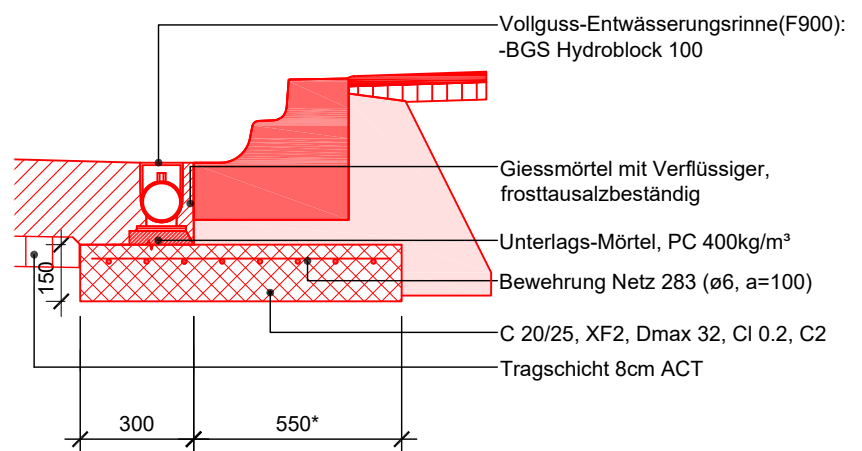 Vollguss-Entwässerungsrinne(F900):
-BGS Hydroblock 100
Giessmörtel mit Verflüssiger,
frosttausalzbeständig
Unterlags-Mörtel, PC 400kg/m³
Bewehrung Netz 283 (ø6, a=100)
C 20/25, XF2, Dmax 32, Cl 0.2, C2
Tragschicht 8cm ACT
150
300
550*